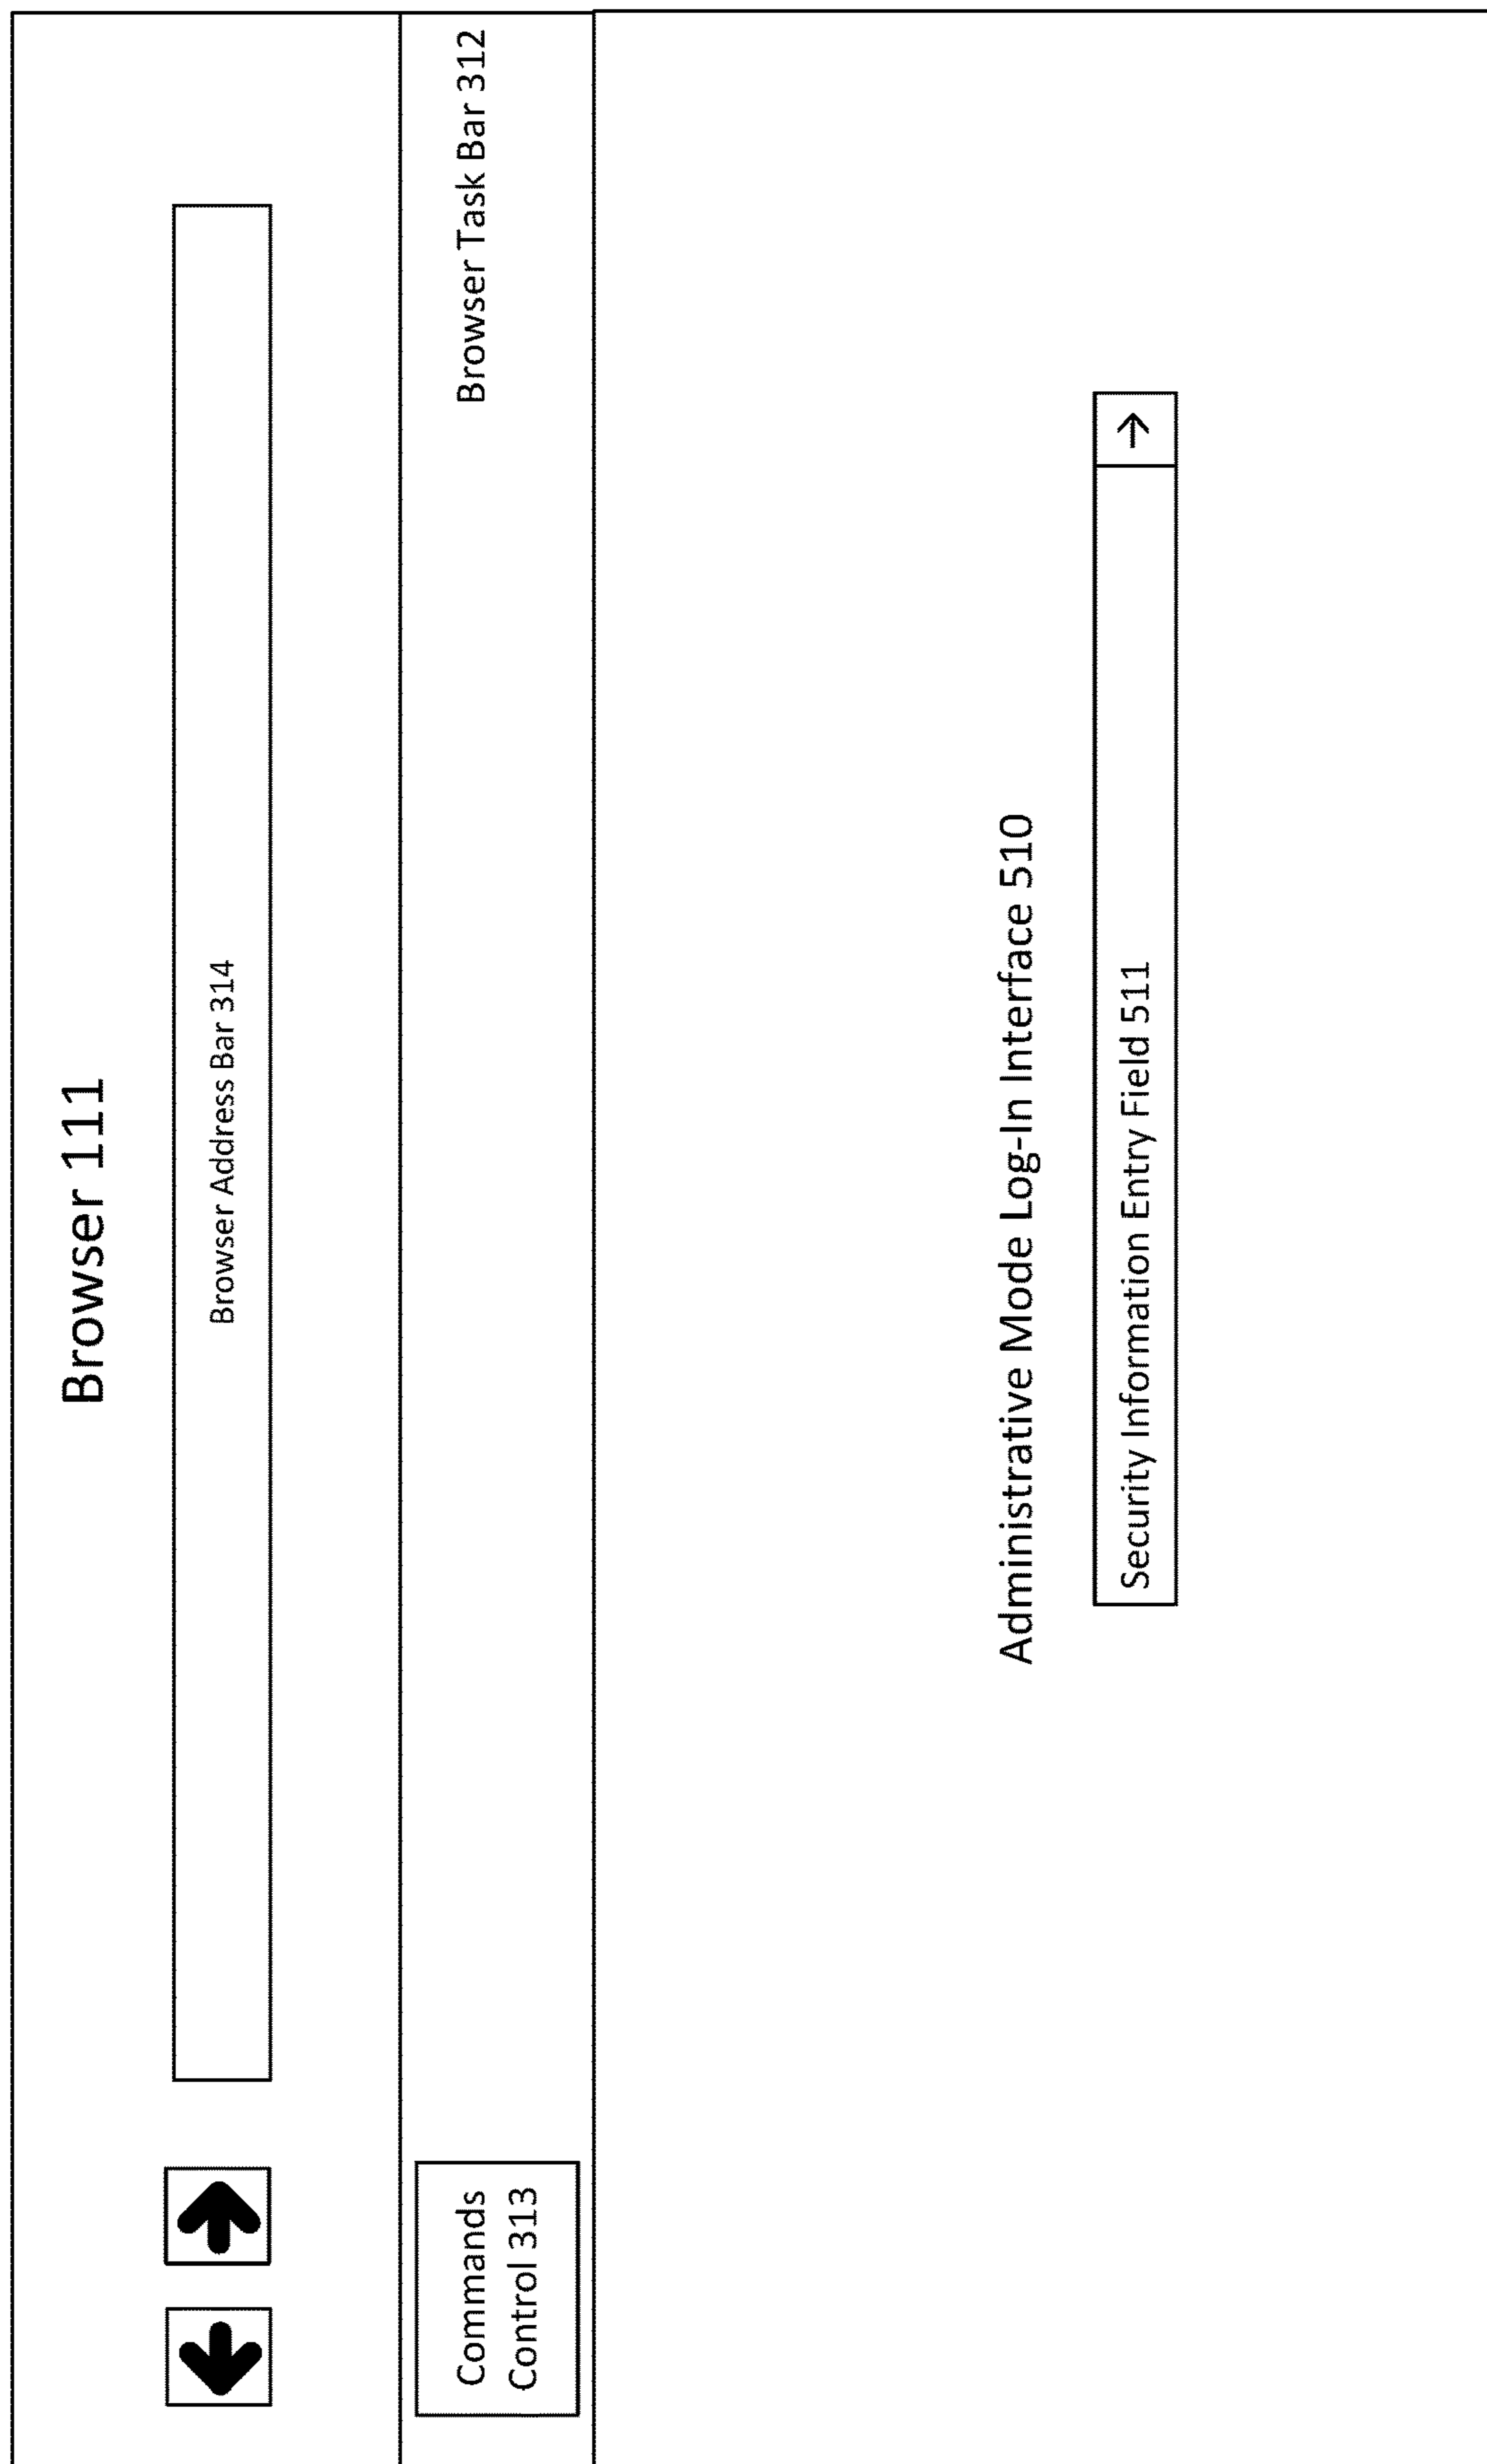 Browser 111
Browser Address Bar 314
Commands
Control 313
Browser Task Bar 312
Administrative Mode Log-In Interface 510
Security Information Entry Field 511